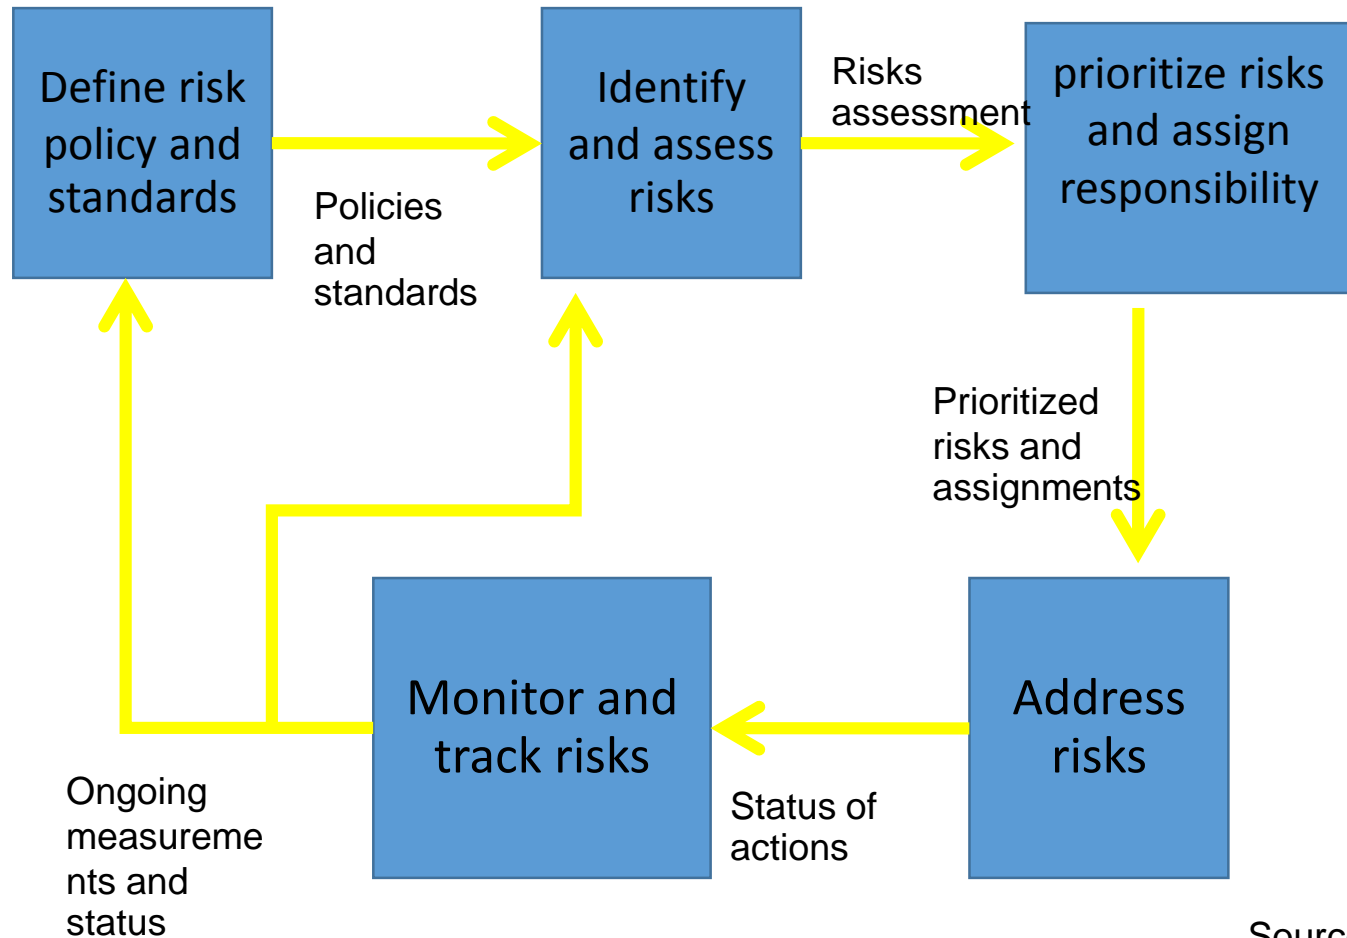 Define risk
policy and
standards
Policies
and
standards
Identify
and assess
risks
Risks
assessment
prioritize risks
and assign
responsibility
Prioritized
risks and
assignments
Address
risks
Status of
actions
Monitor and
track risks
Ongoing
measureme
nts and
status